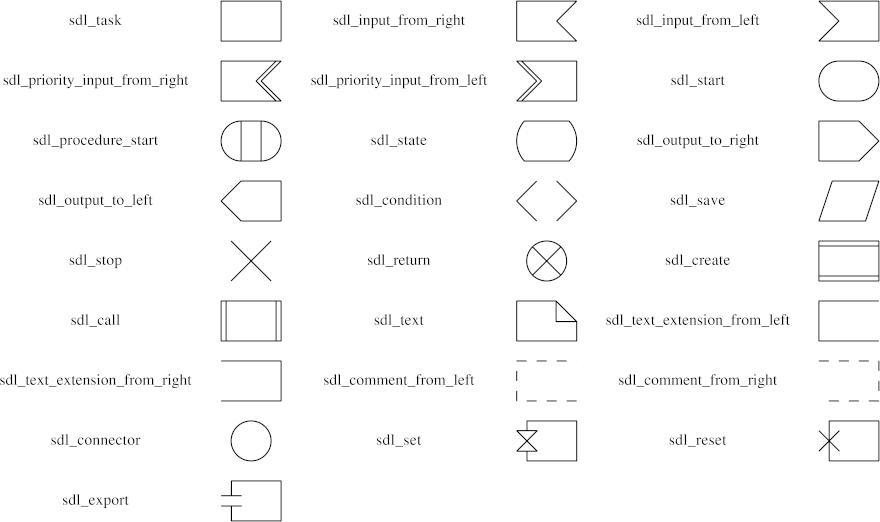 sdl_task sdl_input_from_right sdl_input_from_left
sdl_priority_input_from_right sdl_priority_input_from_left sdl_start
sdl_procedure_start sdl_state sdl_output_to_right
sdl_output_to_left sdl_condition sdl_save
sdl_stop sdl_return sdl_create
sdl_call sdl_text sdl_text_extension_from_left
sdl_text_extension_from_right sdl_comment_from_left sdl_comment_from_right
sdl_connector sdl_set sdl_reset
sdl_export